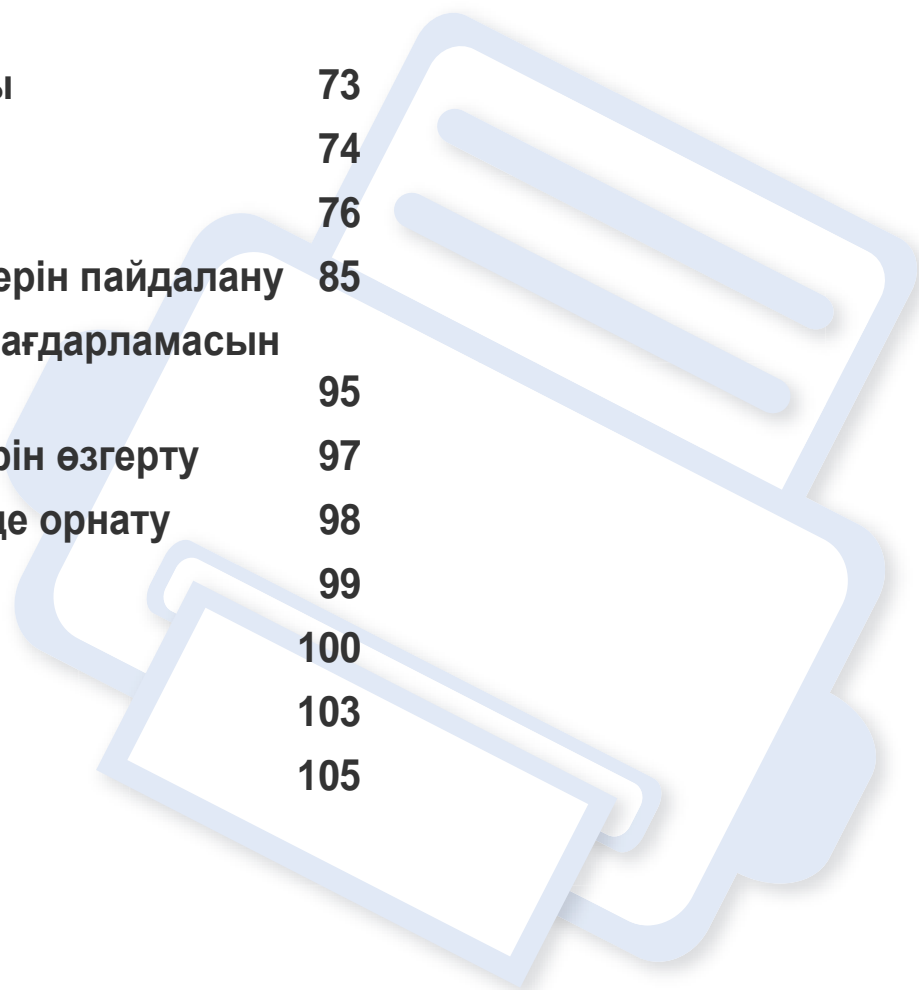 ы 73
74
76
ерін пайдалану 85
ағдарламасын
95
рін өзгерту 97
де орнату 98
99
100
103
105